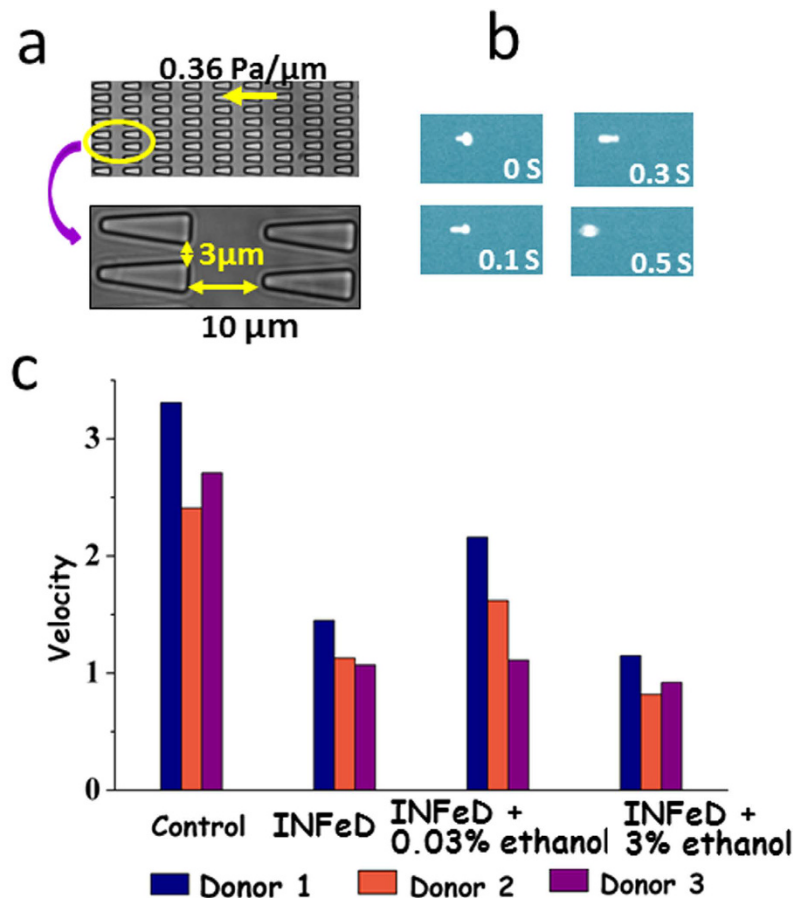 a
b
0.36 Pa/µm
3µm
10 µm
0 S
0.3 S
0.1 S
0.5 S
c
Velocity
3
2
1
0
Control
INFeD
INFeD +
0.03% ethanol
INFeD +
3% ethanol
Donor 1
Donor 2
Donor 3